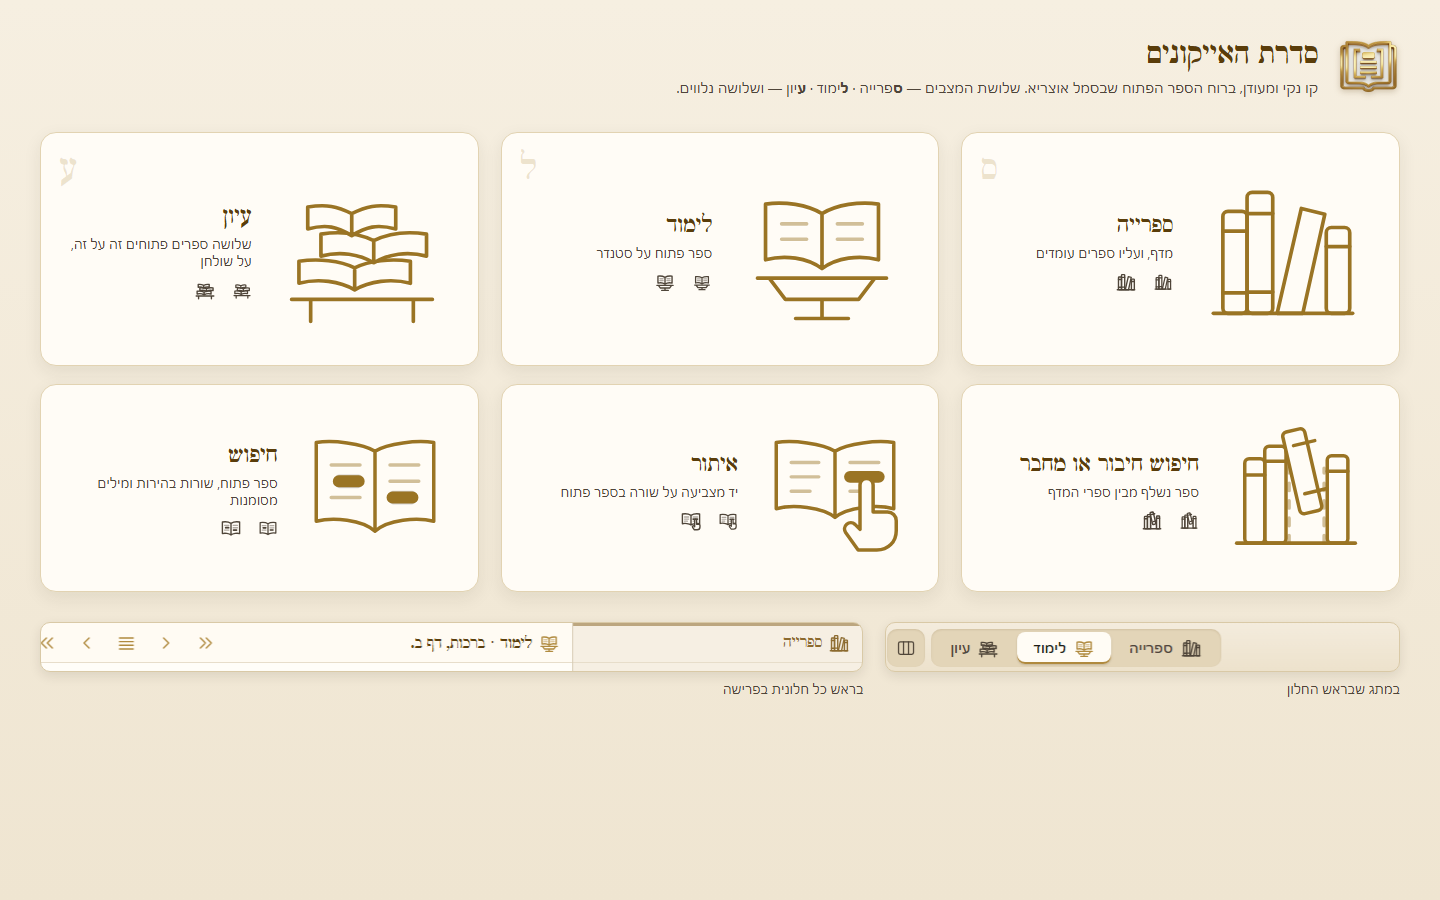 סדרת האייקונים
קו נקי ומעודן, ברוח הספר הפתוח שבסמל אוצריא. שלושת המצבים — ספרייה · לימוד · עיון — ושלושה נלווים.
ס
ספרייה
מדף, ועליו ספרים עומדים
ל
לימוד
ספר פתוח על סטנדר
ע
עיון
שלושה ספרים פתוחים זה על זה,
על שולחן
חיפוש חיבור או מחבר
ספר נשלף מבין ספרי המדף
איתור
יד מצביעה על שורה בספר פתוח
חיפוש
ספר פתוח, שורות בהירות ומילים
מסומנות
ספרייה
לימוד
עיון
במתג שבראש החלון
ספרייה
לימוד · ברכות, דף ב.
בראש כל חלונית בפרישה